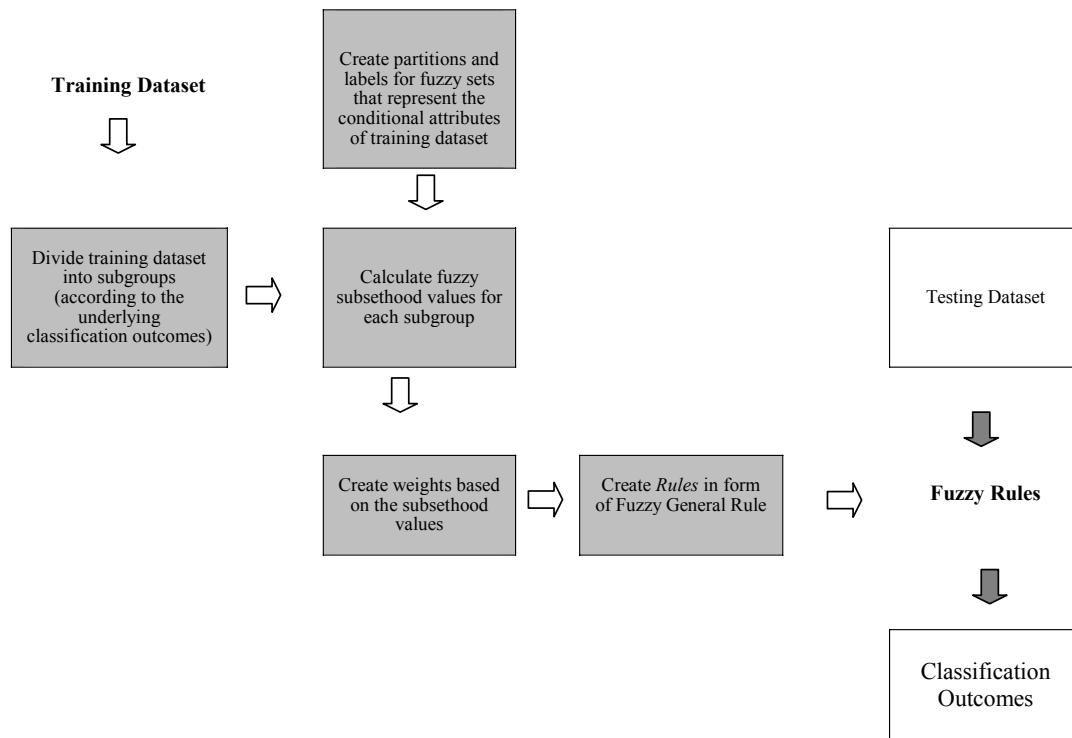 Training Dataset
Create partitions and
labels for fuzzy sets
that represent the
conditional attributes
of training dataset
Divide training dataset
into subgroups
(according to the
underlying
classification outcomes)
Calculate fuzzy
subsethood values for
each subgroup
Testing Dataset
Create weights based
on the subsethood
values
Create Rules in form
of Fuzzy General Rule
Fuzzy Rules
Classification
Outcomes